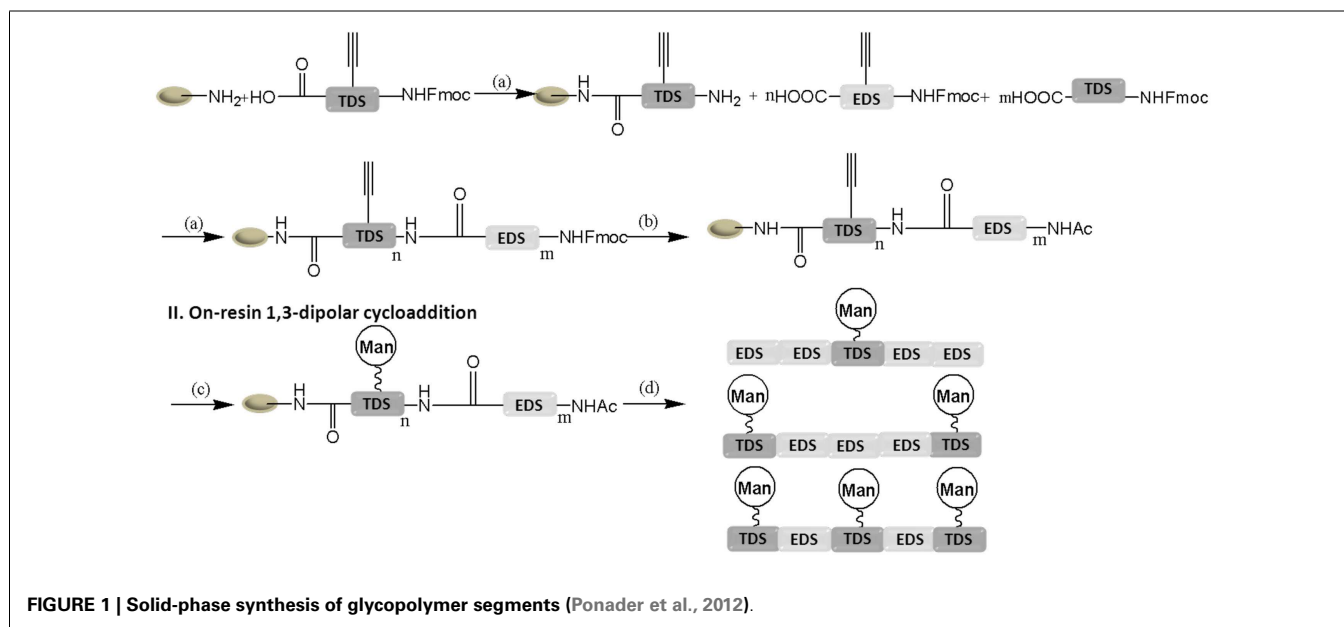 O
HO TDS NHFmoc
NH2+
(a)
H
N
O
TDS NH2 + nHOOC EDS NHFmoc+ mHOOC TDS NHFmoc
(a)
H
N
O
TDS
n
H
N
O
EDS
m
NHFmoc
(b)
NH
O
TDS
n
H
N
O
EDS
m
NHAc
II. On-resin 1,3-dipolar cycloaddition
(c)
H
N
O
Man
TDS
n
H
N
O
EDS
m
NHAc
(d)
Man
EDS EDS TDS EDS EDS
Man Man
TDS EDS EDS EDS TDS
Man Man Man
TDS EDS TDS EDS TDS
FIGURE 1 | Solid-phase synthesis of glycopolymer segments (Ponader et al., 2012).